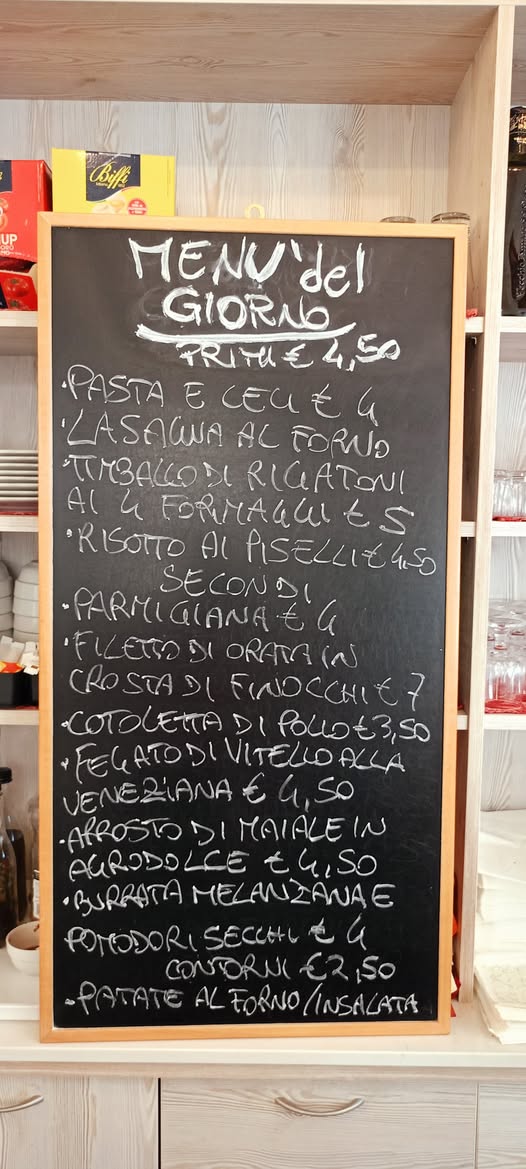 Biffi
UP
MENU' del
GIORNO
PRIMI € 4,50
·PASTA E CECI € 4
·LASAGNA AL FORNO
·TIMBALLO DI RIGATONI
AI 4 FORMAGGI € 5
·RISOTTO AI PISELLI € 4,50
SECONDI
·PARMIGIANA € 4
·FILETTO DI ORATA IN
CROSTA DI FINOCCHI € 7
·COTOLETTA DI POLLO € 3,50
·FEGATO DI VITELLO ALLA
VENEZIANA € 4,50
·ARROSTO DI MAIALE IN
AGRODOLCE € 4,50
·BURRATA MELANZANA E
POMODORI SECCHI € 4
CONTORNI € 2,50
·PATATE AL FORNO/INSALATA